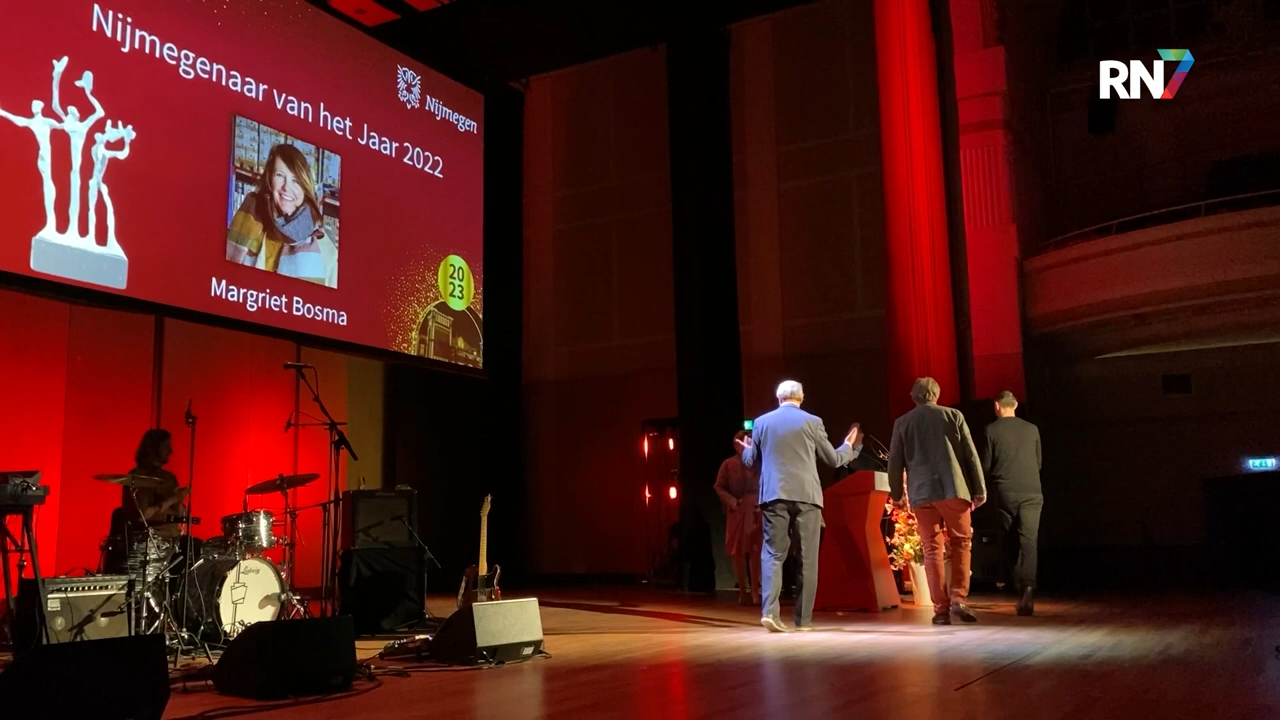 Nijmegenaar van het Jaar 2022
Nijmegen
Margriet Bosma
20
23
RN7
Ludwig